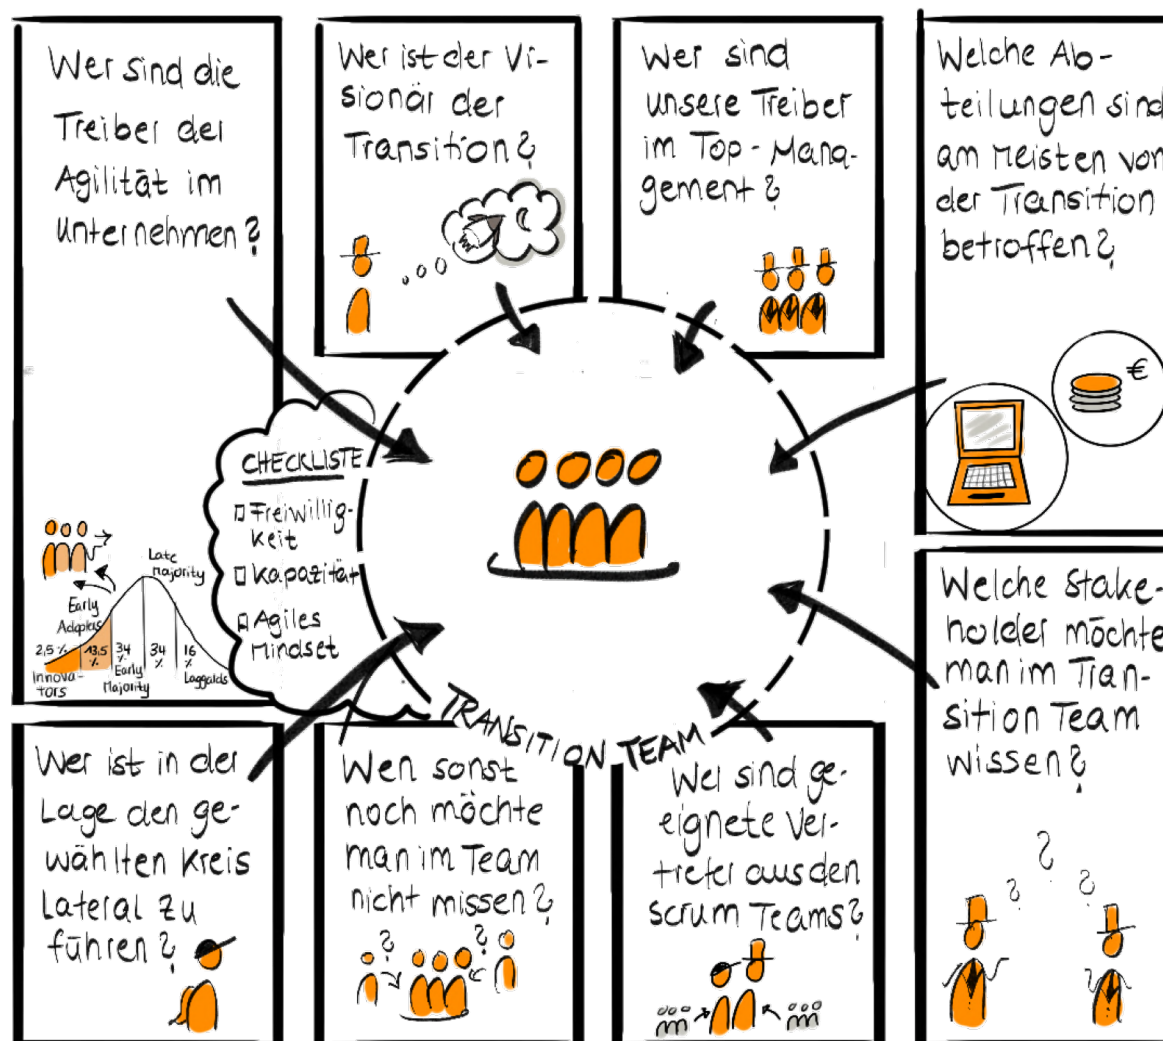 Wer sind die
Treiber der
Agilität im
Unternehmen?
Wer ist der Vi-
sionär der
Transition?
Wer sind
unsere Treiber
im Top-Mana-
gement?
Welche Ab-
teilungen sind
am meisten von
der Transition
betroffen?
€
CHECKLISTE
Freiwillig-
keit
Kapazität
Agiles
Mindset
Late
Majority
Early
Adopters
2,5 %
13,5
%
34
%
34
%
16
%
Innova-
tors
Early
Majority
Laggards
TRANSITION TEAM
Welche Stake-
holder möchte
man im Tran-
sition Team
wissen?
Wer ist in der
Lage den ge-
wählten Kreis
Lateral zu
führen?
Wen sonst
noch möchte
man im Team
nicht missen?
? ?
Wer sind ge-
eignete Ver-
treter aus den
Scrum Teams?
?
? ?